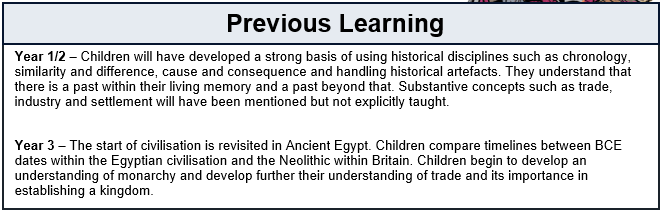 Previous Learning
Year 1/2 – Children will have developed a strong basis of using historical disciplines such as chronology,
similarity and difference, cause and consequence and handling historical artefacts. They understand that
there is a past within their living memory and a past beyond that. Substantive concepts such as trade,
industry and settlement will have been mentioned but not explicitly taught.
Year 3 – The start of civilisation is revisited in Ancient Egypt. Children compare timelines between BCE
dates within the Egyptian civilisation and the Neolithic within Britain. Children begin to develop an
understanding of monarchy and develop further their understanding of trade and its importance in
establishing a kingdom.